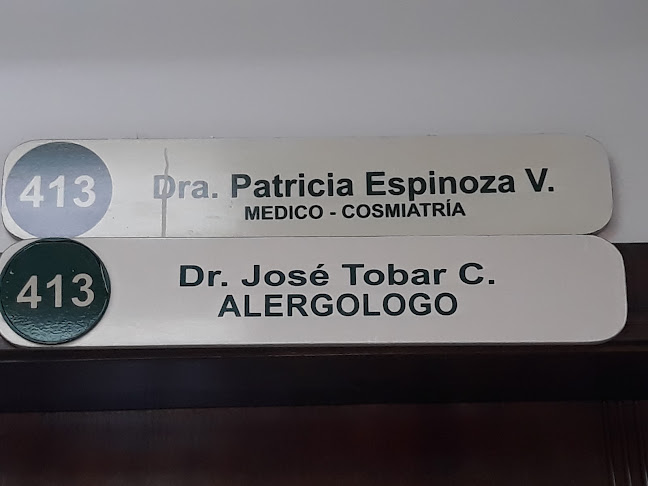 413 Dra. Patricia Espinoza V.
MEDICO - COSMIATRÍA
413 Dr. José Tobar C.
ALERGOLOGO